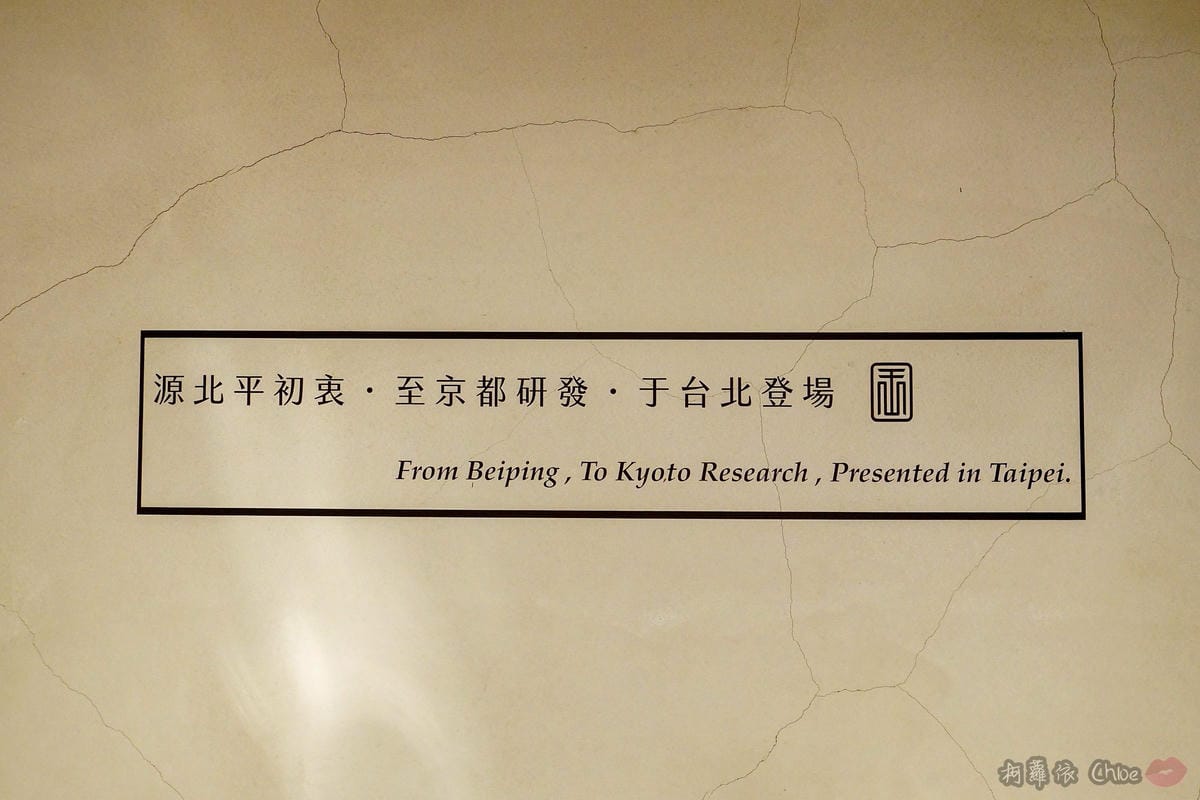 源北平初衷・至京都研發・于台北登場
From Beiping , To Kyoto Research , Presented in Taipei.
柯蘿依 Chloe